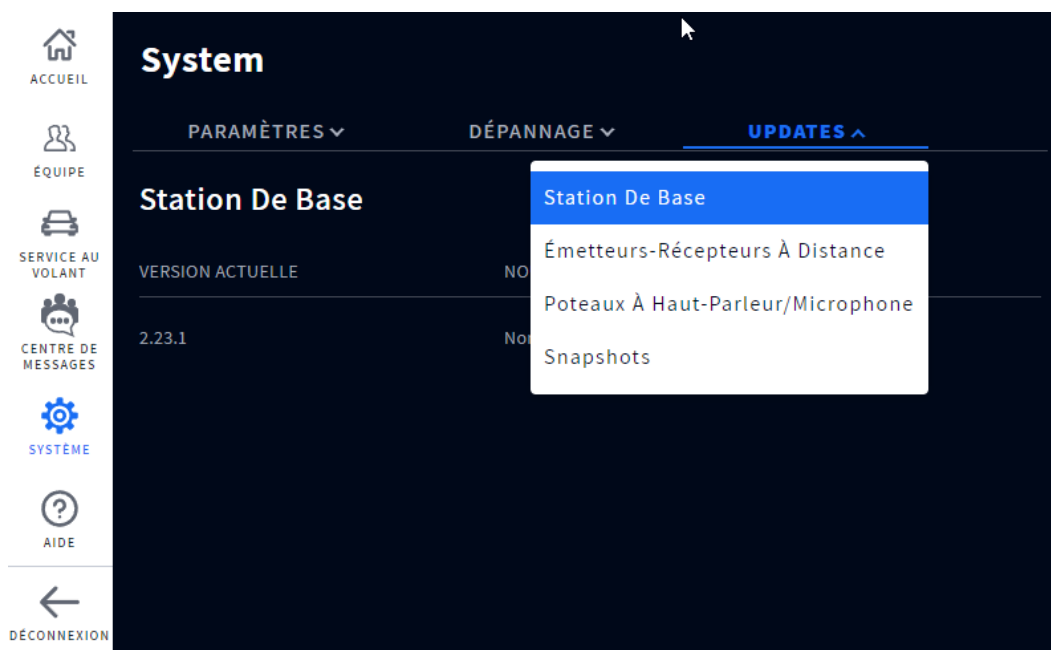 ACCUEIL
ÉQUIPE
SERVICE AU
VOLANT
CENTRE DE
MESSAGES
SYSTÈME
AIDE
DÉCONNEXION
System
PARAMÈTRES DÉPANNAGE UPDATES
Station De Base
VERSION ACTUELLE
2.23.1
Station De Base
Émetteurs-Récepteurs À Distance
Poteaux À Haut-Parleur/Microphone
Snapshots